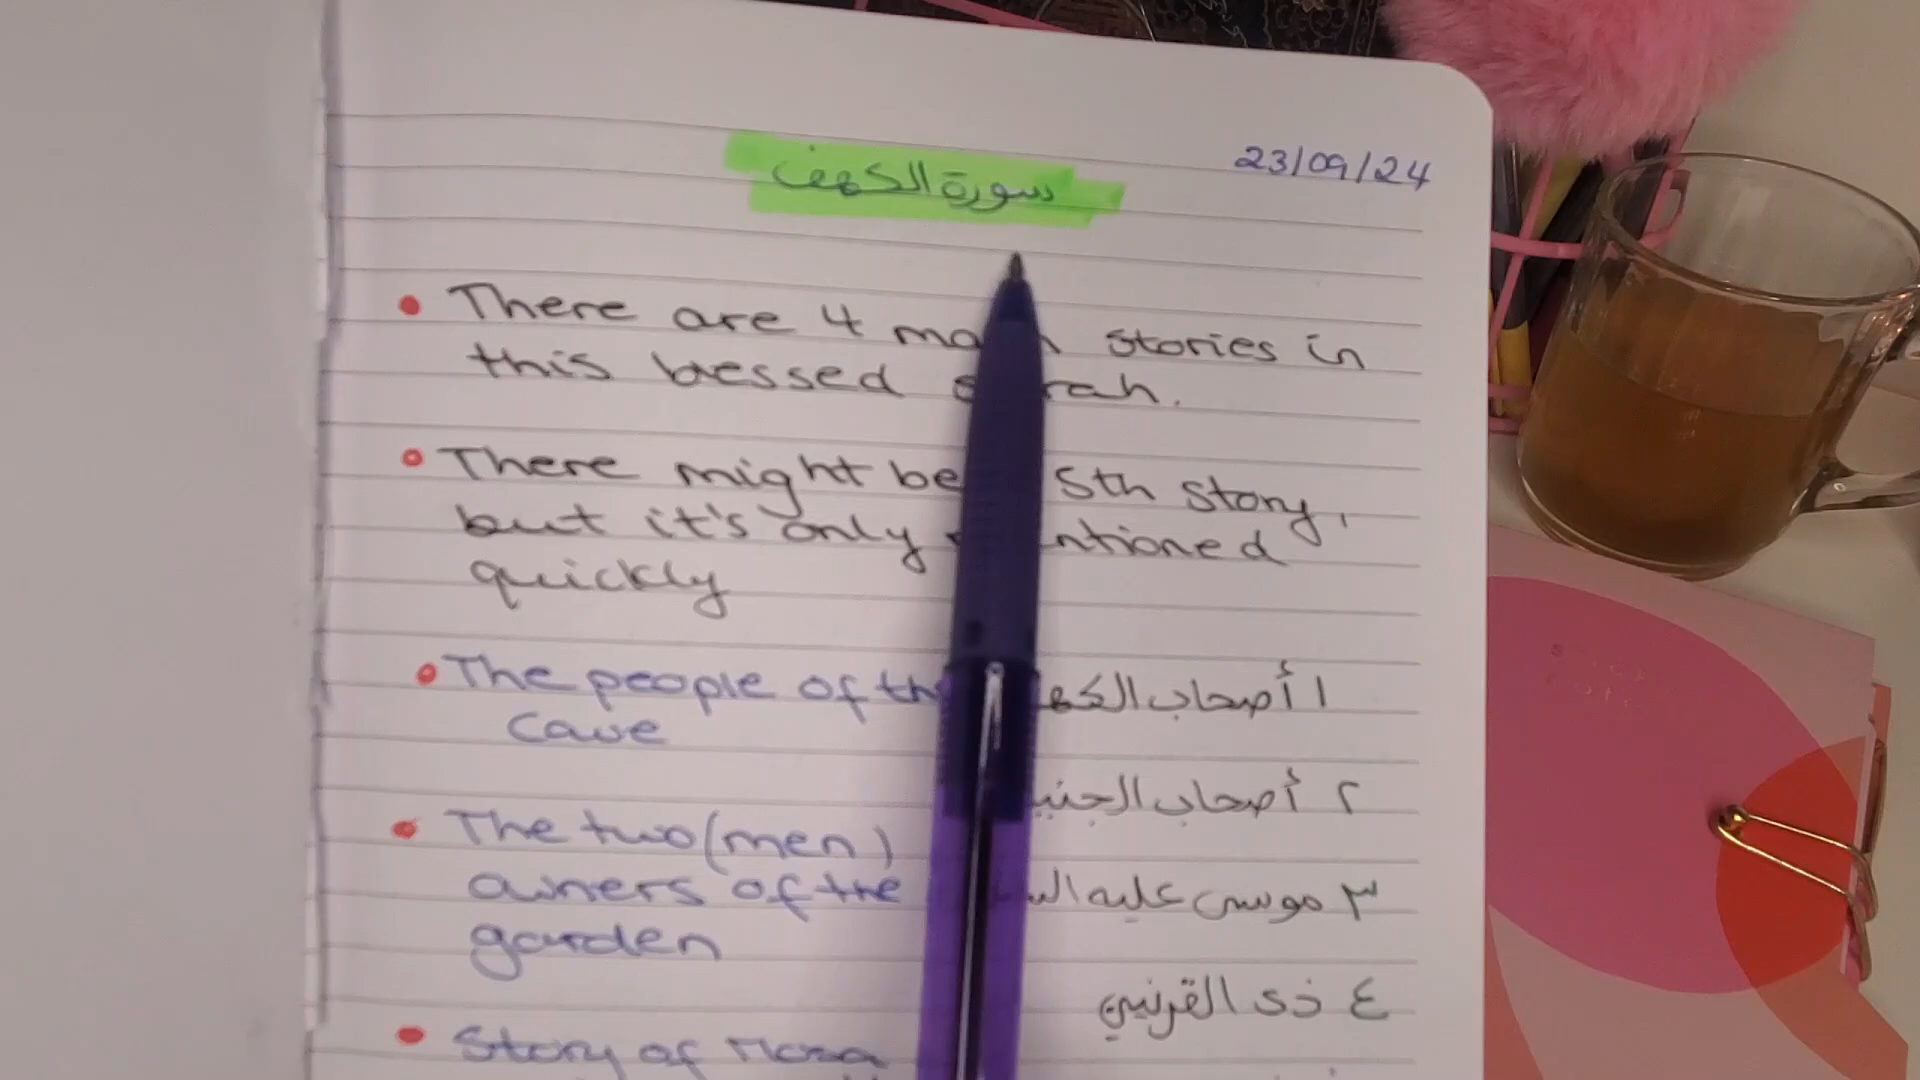 سورة الكهف
23/09/24
There are 4 stories in
this bessed
There might be 5th story,
but it's only
quickly
The people of ١ أصحاب
cave
٢ أصحاب
The two (men)
owners of the ٣ موسى عليه
garden
٤ ذي القرنين
Story of